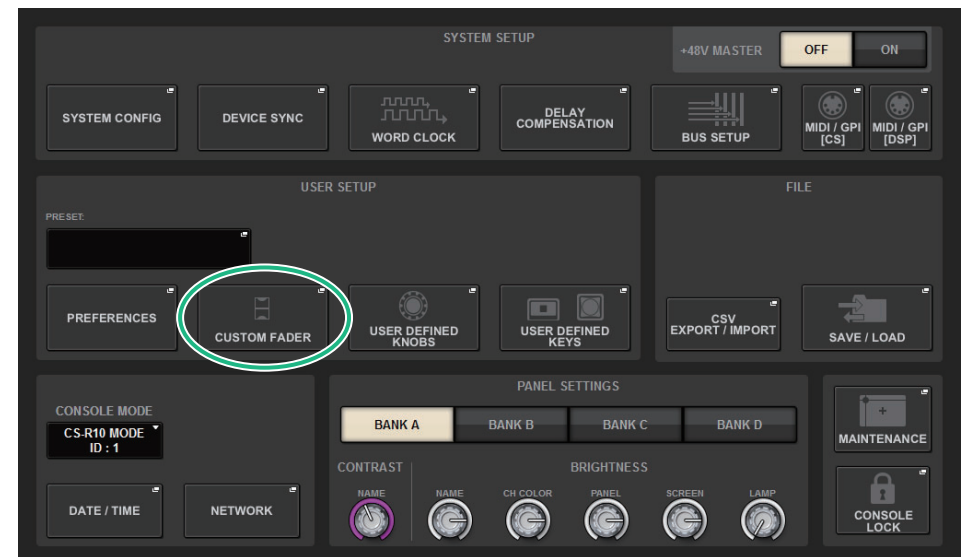 SYSTEM SETUP
+48V MASTER
OFF
ON
SYSTEM CONFIG
DEVICE SYNC
WORD CLOCK
DELAY
COMPENSATION
BUS SETUP
MIDI / GPI
[CS]
MIDI / GPI
[DSP]
USER SETUP
PRESET:
PREFERENCES
CUSTOM FADER
USER DEFINED
KNOBS
USER DEFINED
KEYS
FILE
CSV
EXPORT / IMPORT
SAVE / LOAD
CONSOLE MODE
CS-R10 MODE
ID : 1
DATE / TIME
NETWORK
PANEL SETTINGS
BANK A
BANK B
BANK C
BANK D
CONTRAST
BRIGHTNESS
NAME
NAME
CH COLOR
PANEL
SCREEN
LAMP
MAINTENANCE
CONSOLE
LOCK